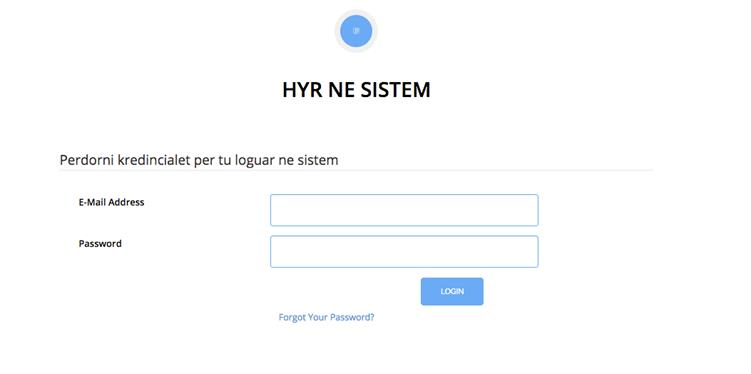 HYR NE SISTEM
Perdorni kredincialet per tu loguar ne sistem
E-Mail Address
Password
LOGIN
Forgot Your Password?